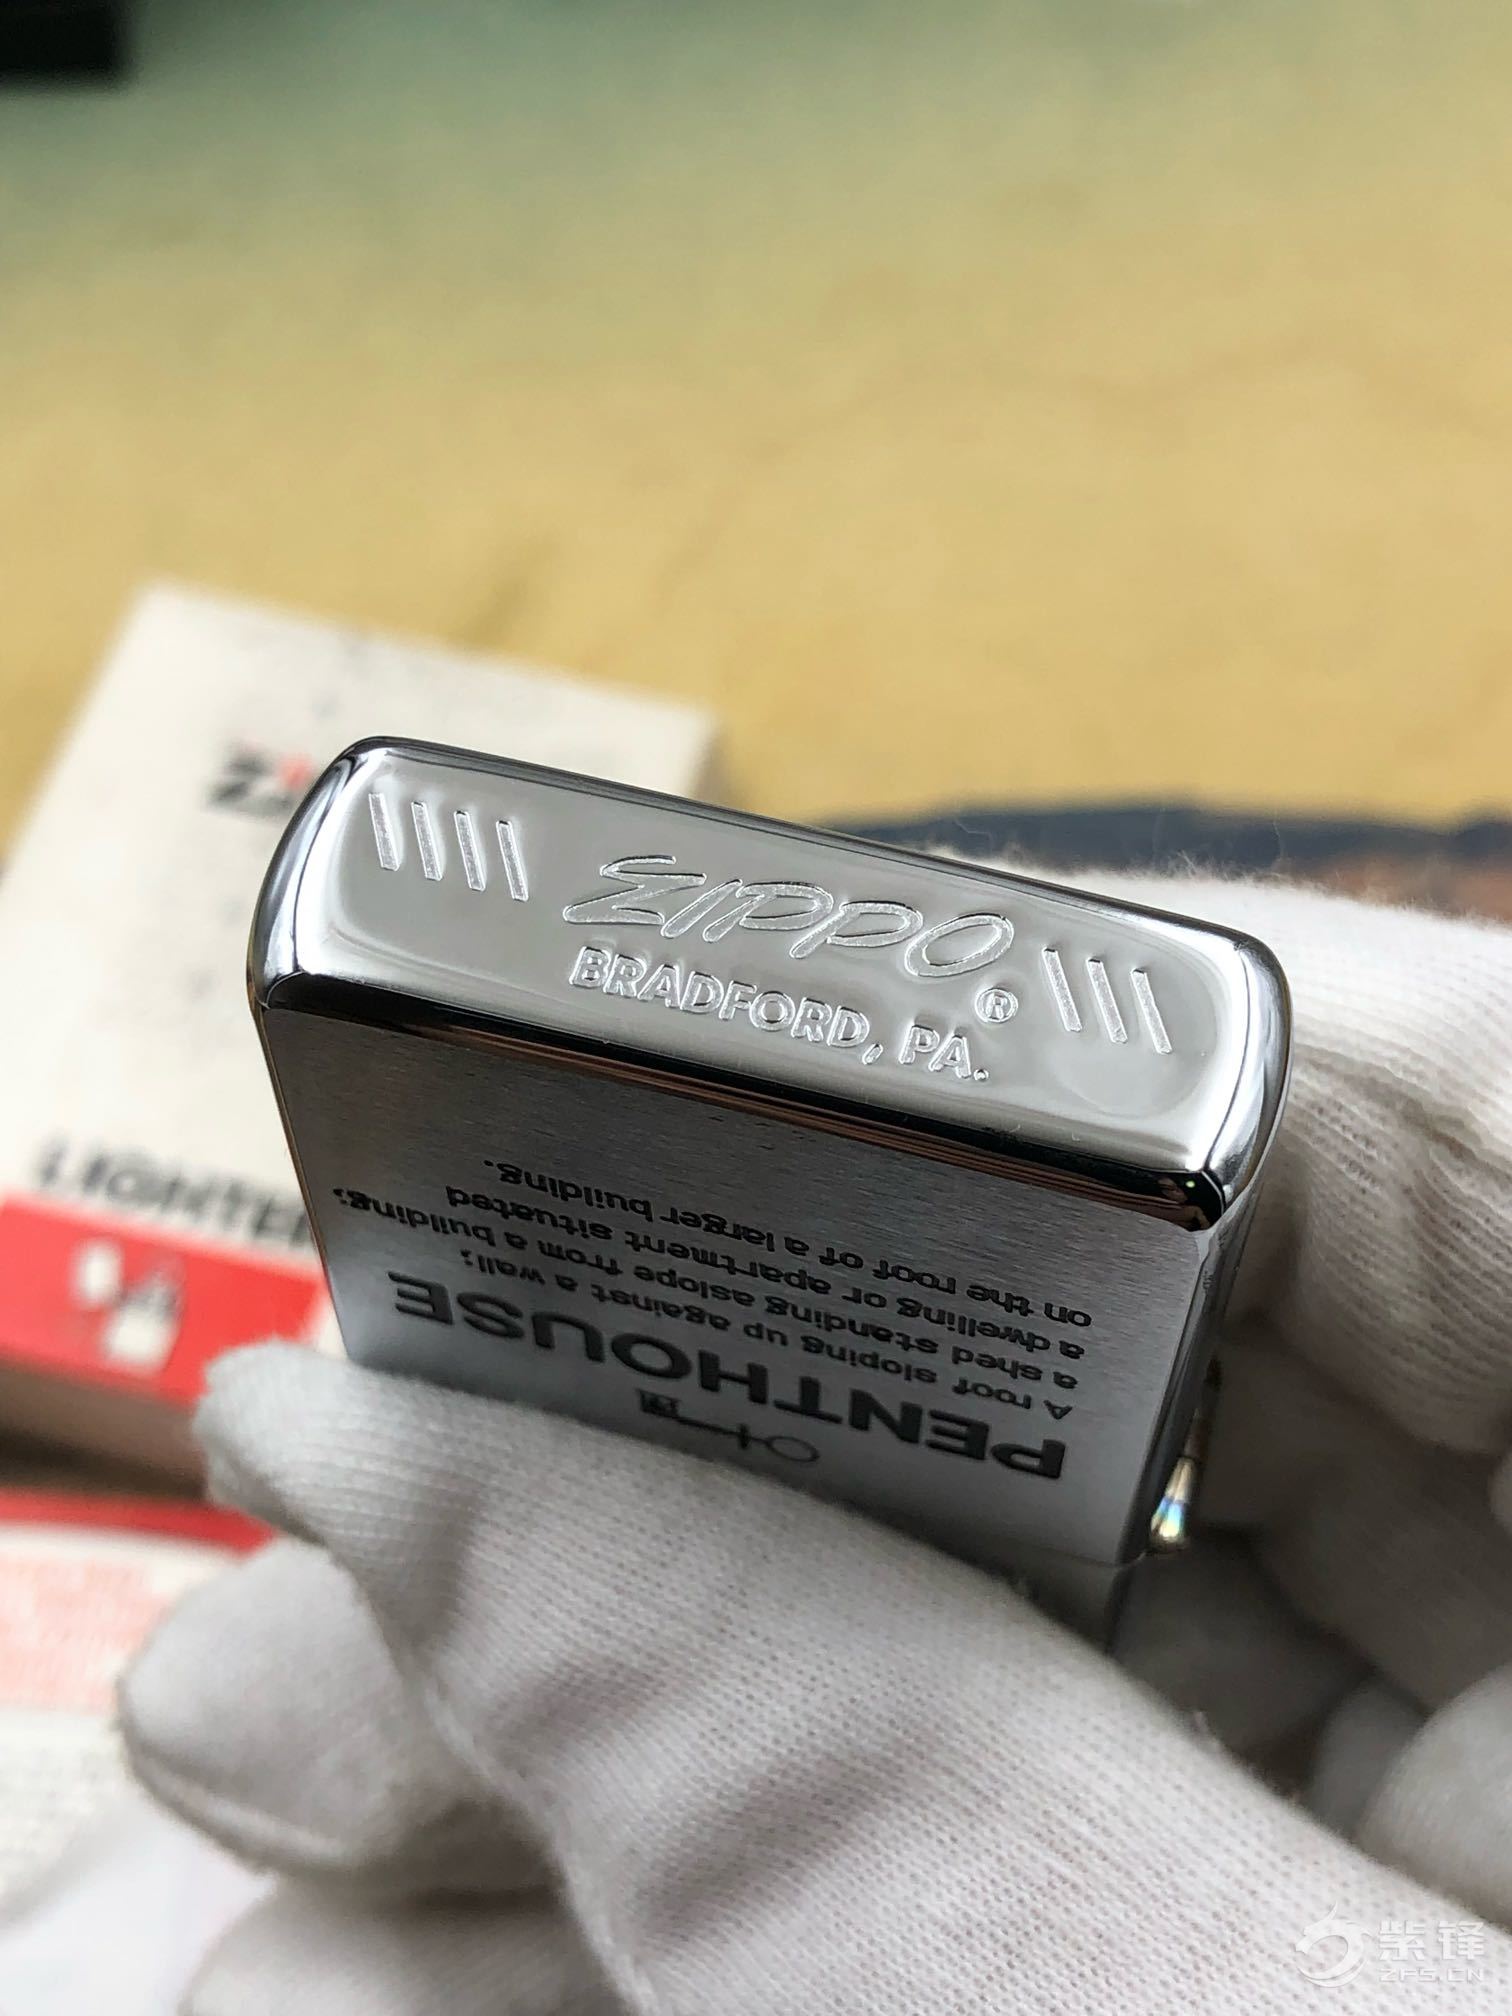 \\\\ ZIPPO ® \\\
BRADFORD, PA.
PENTHOUSE
A roof sloping up against a wall:
a shed standing aslope from a building:
a dwelling or apartment situated
on the roof of a larger building.
LIGHTER
紫锋
ZFS.CN